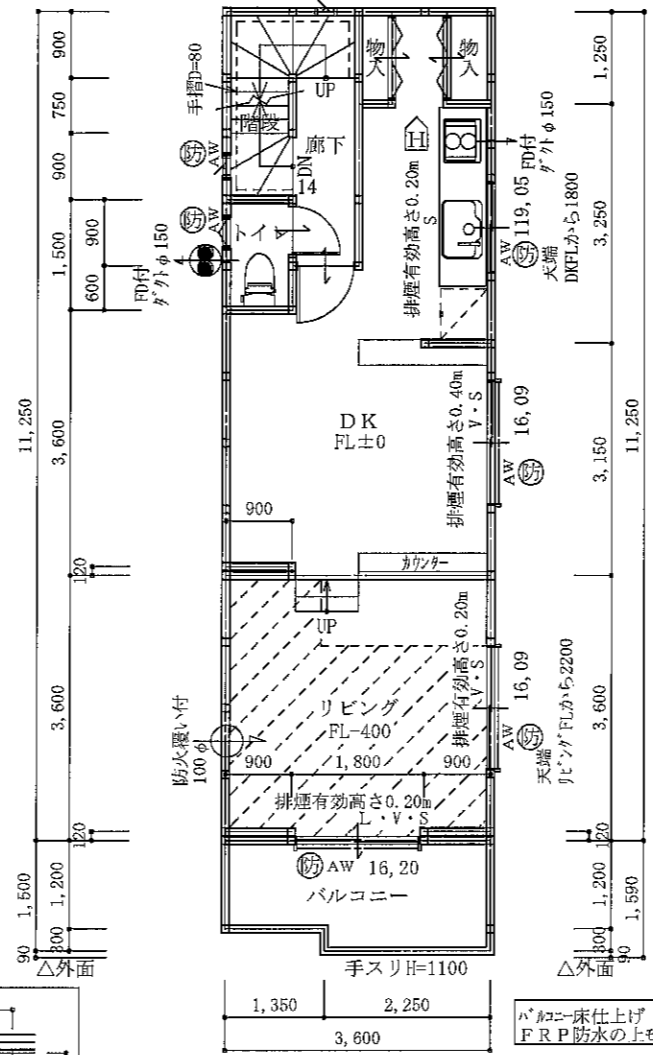 900
750
900
1,500
900
600
11,250
3,600
120
3,600
120
1,500
1,200
300
90
△外面
手摺D=80
UP
階段
廊下
DN
14
物入
物入
防
AW
防
AW
トイレ
FD付
ダクトφ150
H
排煙有効高さ0.20m
S
FD付
ダクトφ150
119,05
AW
防
天端
DKFLから1800
DK
FL±0
排煙有効高さ0.40m
V・S
16,09
AW
防
900
カウンター
UP
リビング
FL-400
排煙有効高さ0.20m
V・S
16,09
AW
防
天端
リビングFLから2200
防火覆い付
100φ
900
1,800
900
排煙有効高さ0.20m
L・V・S
防
AW
16,20
バルコニー
手スリH=1100
1,250
3,250
3,150
11,250
3,600
120
1,200
1,590
300
90
△外面
1,350
2,250
3,600
バルコニー床仕上げ
FRP防水の上モ